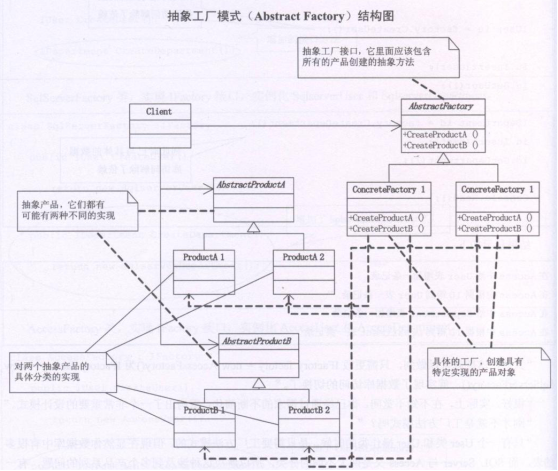 抽象工厂模式（Abstract Factory）结构图
抽象工厂接口，它里面应该包含
所有的产品创建的抽象方法
Client
AbstractFactory
+CreateProductA ()
+CreateProductB ()
AbstractProductA
ConcreteFactory 1
+CreateProductA ()
+CreateProductB ()
ConcreteFactory 1
+CreateProductA ()
+CreateProductB ()
抽象产品，它们都有
可能有两种不同的实现
ProductA 1
ProductA 2
AbstractProductB
对两个抽象产品的
具体分类的实现
具体的工厂，创建具有
特定实现的产品对象
ProductB 1
ProductB 2